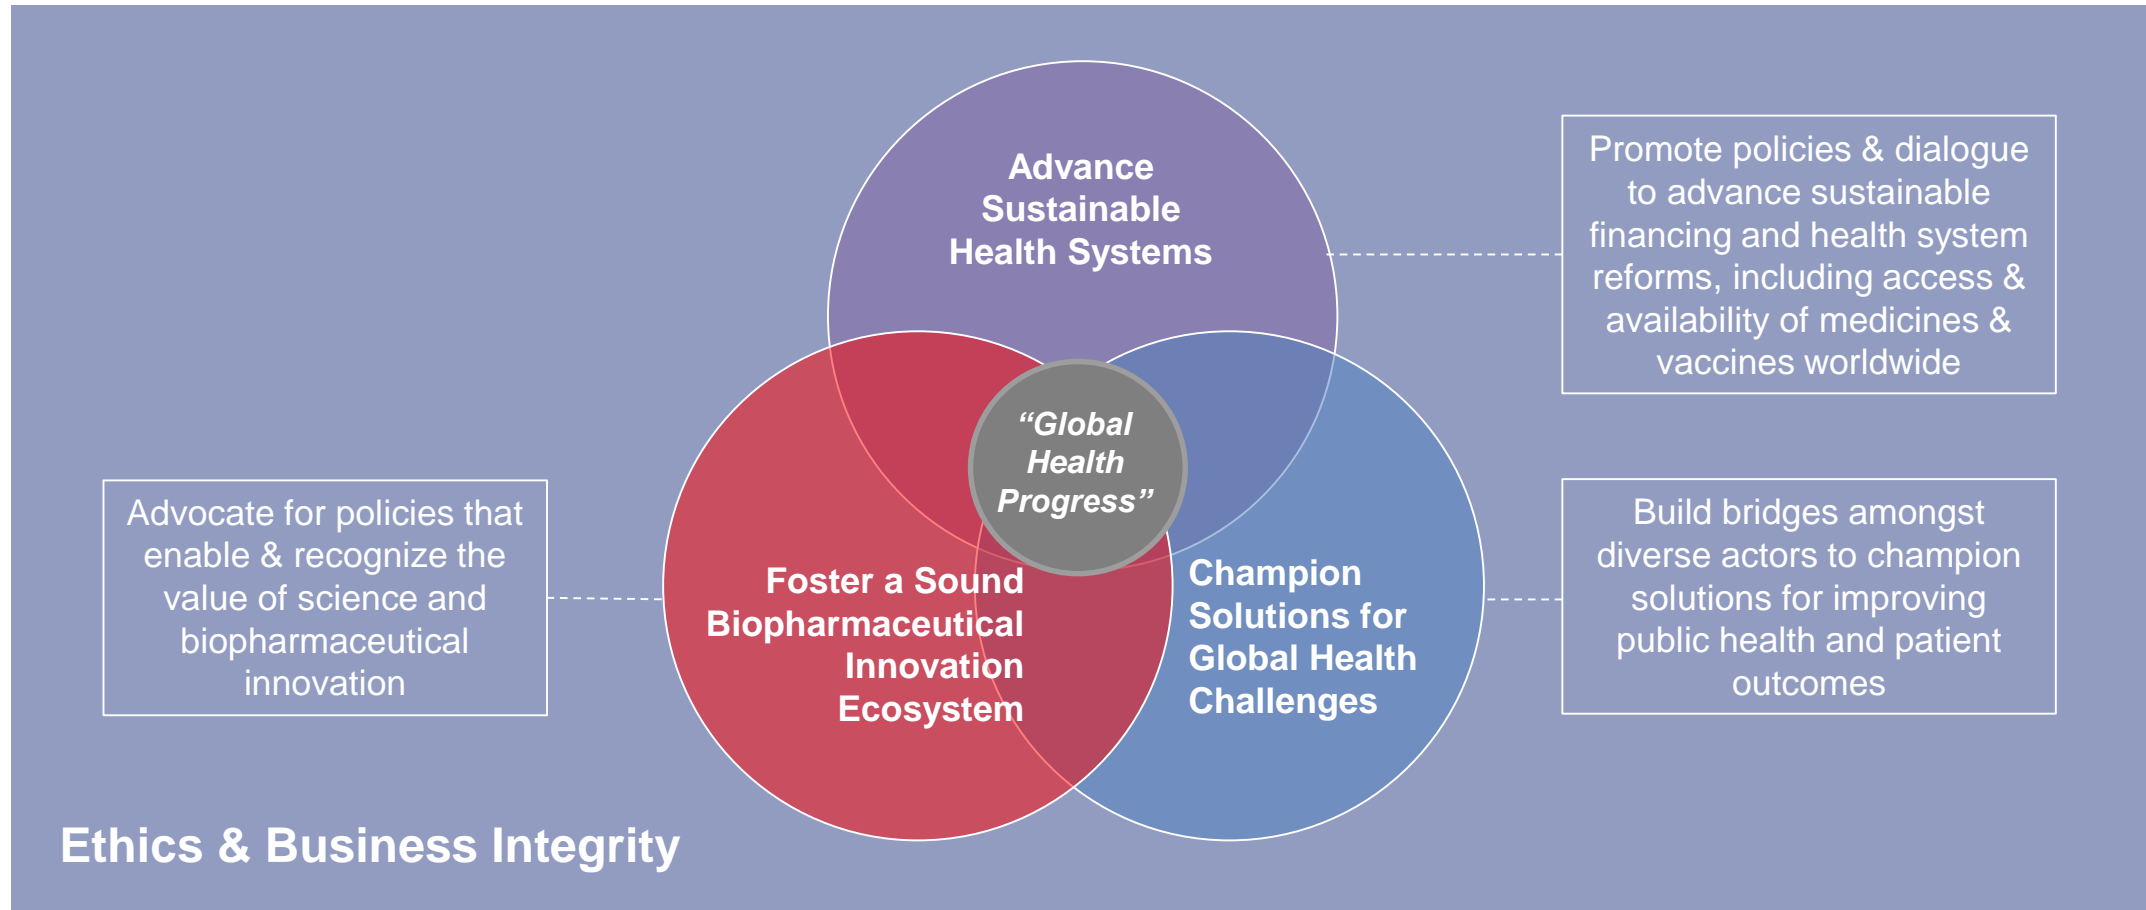 Advance
Sustainable
Health Systems
Promote policies & dialogue
to advance sustainable
financing and health system
reforms, including access &
availability of medicines &
vaccines worldwide
“Global
Health
Progress”
Advocate for policies that
enable & recognize the
value of science and
biopharmaceutical
innovation
Foster a Sound
Biopharmaceutical
Innovation
Ecosystem
Champion
Solutions for
Global Health
Challenges
Build bridges amongst
diverse actors to champion
solutions for improving
public health and patient
outcomes
Ethics & Business Integrity